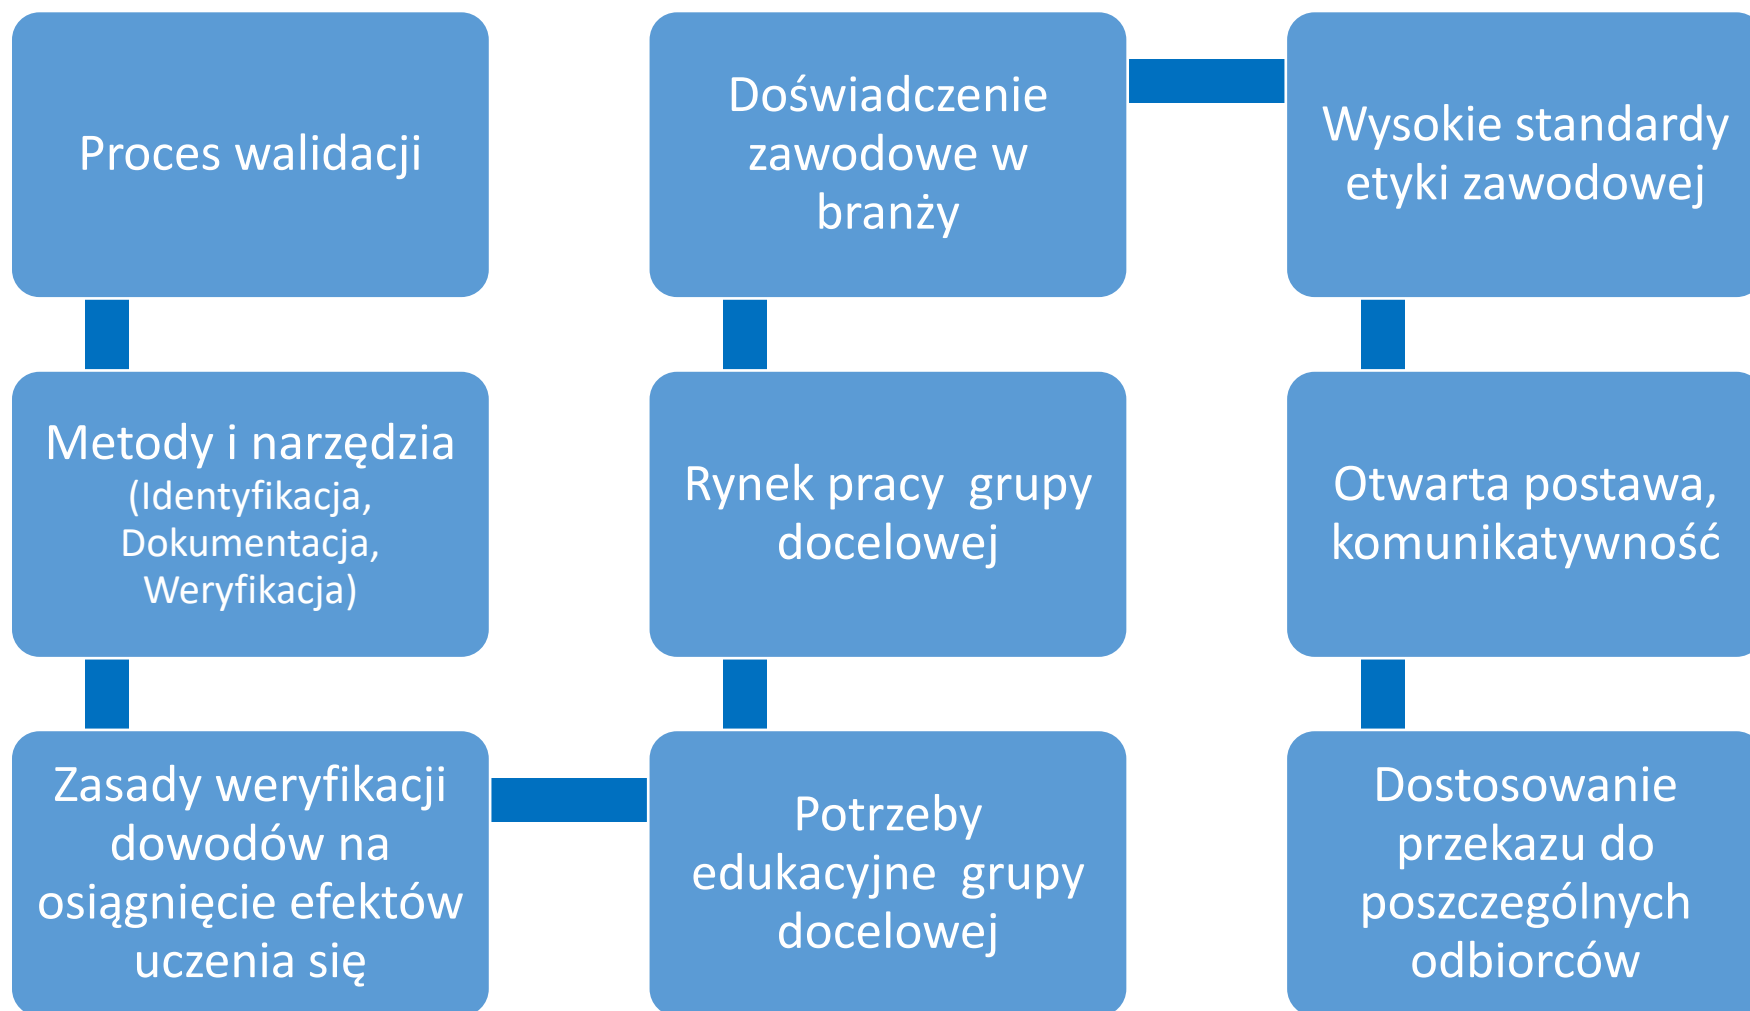 Proces walidacji
Metody i narzędzia
(Identyfikacja,
Dokumentacja,
Weryfikacja)
Zasady weryfikacji
dowodów na
osiągnięcie efektów
uczenia się
Potrzeby
edukacyjne  grupy
docelowej
Rynek pracy  grupy
docelowej
Doświadczenie
zawodowe w
branży
Wysokie standardy
etyki zawodowej
Otwarta postawa,
komunikatywność
Dostosowanie
przekazu do
poszczególnych
odbiorców